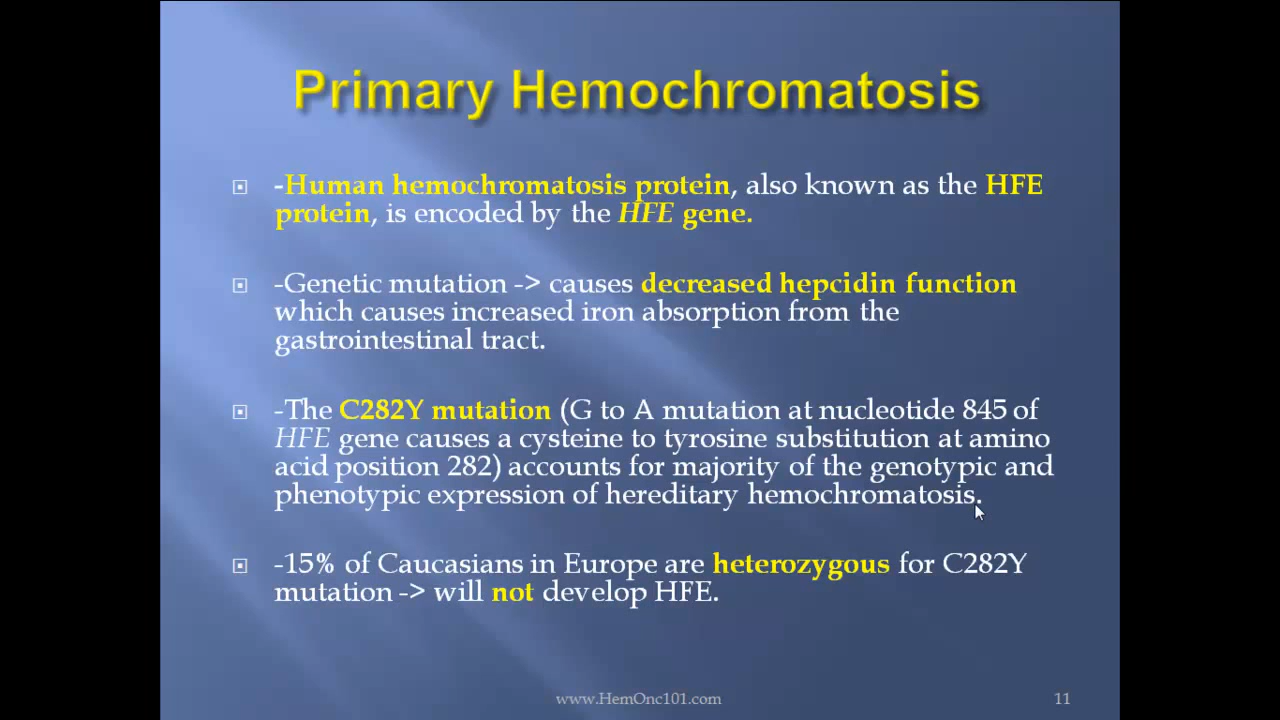 Primary Hemochromatosis
-Human hemochromatosis protein, also known as the HFE
protein, is encoded by the HFE gene.
-Genetic mutation -> causes decreased hepcidin function
which causes increased iron absorption from the
gastrointestinal tract.
-The C282Y mutation (G to A mutation at nucleotide 845 of
HFE gene causes a cysteine to tyrosine substitution at amino
acid position 282) accounts for majority of the genotypic and
phenotypic expression of hereditary hemochromatosis.
-15% of Caucasians in Europe are heterozygous for C282Y
mutation -> will not develop HFE.
www.HemOnc101.com
11